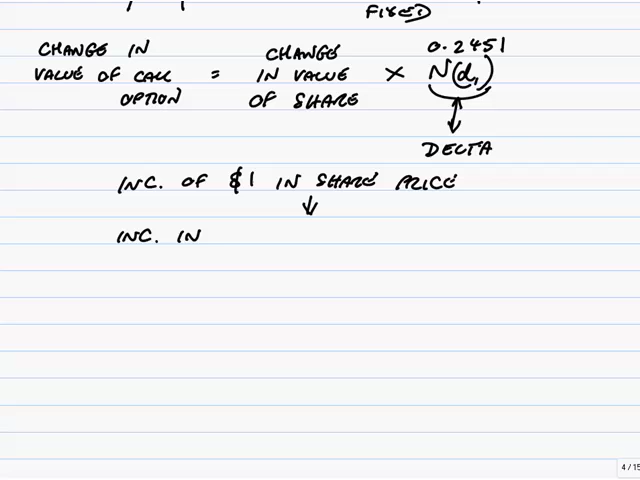 FIXED
0.2451
CHANGE IN VALUE OF CALL OPTION = CHANGE IN VALUE OF SHARE × N(d₁)
DELTA
INC. OF $1 IN SHARE PRICE
↓
INC. IN
4 / 15